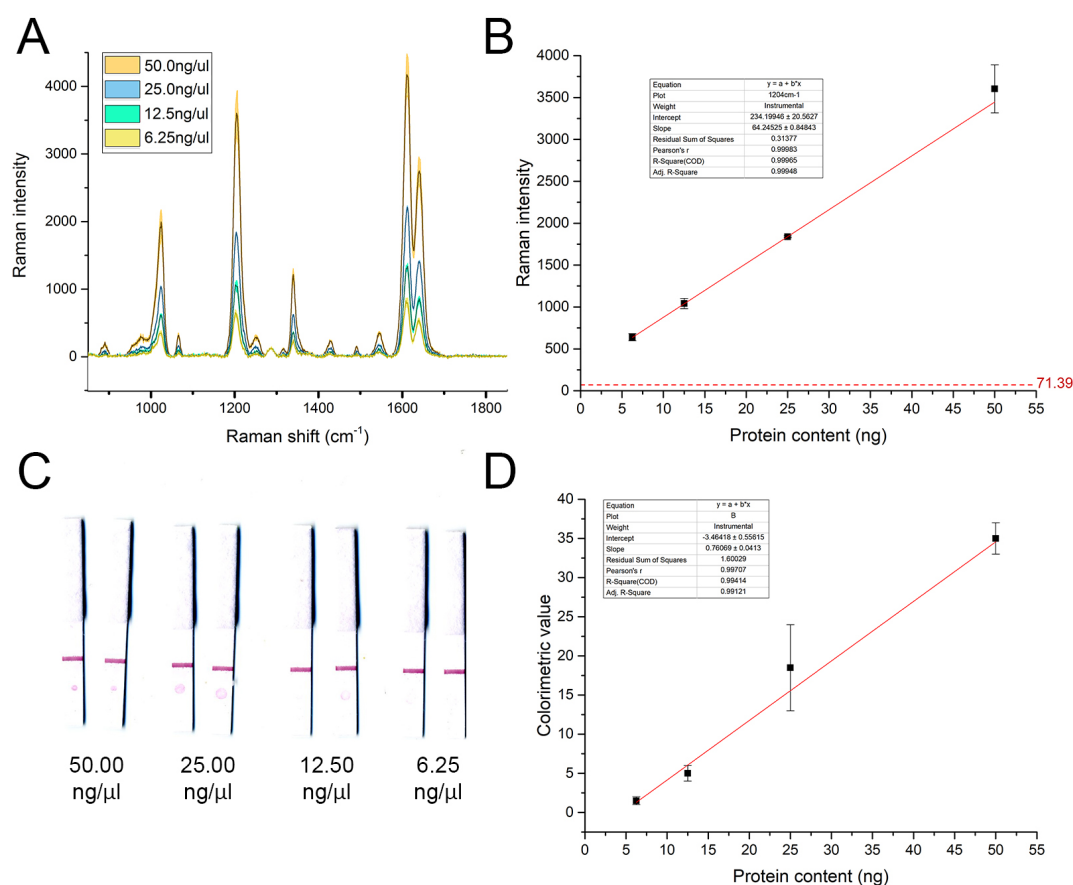 A
50.0ng/ul
25.0ng/ul
12.5ng/ul
6.25ng/ul
4000
3000
2000
1000
0
Raman intensity
1000 1200 1400 1600 1800
Raman shift (cm-1)
B
4000
3500
3000
2500
2000
1500
1000
500
0
Raman intensity
Equation y = a + b*x
Plot 1204cm-1
Weight Instrumental
Intercept 234.19946 ± 20.5627
Slope 64.24525 ± 0.84843
Residual Sum of Squares 0.31377
Pearson's r 0.99983
R-Square(COD) 0.99965
Adj. R-Square 0.99948
71.39
0 5 10 15 20 25 30 35 40 45 50 55
Protein content (ng)
C
50.00 25.00 12.50 6.25
ng/µl ng/µl ng/µl ng/µl
D
40
35
30
25
20
15
10
5
0
Colorimetric value
Equation y = a + b*x
Plot B
Weight Instrumental
Intercept -3.46418 ± 0.55615
Slope 0.76069 ± 0.0413
Residual Sum of Squares 1.60029
Pearson's r 0.99707
R-Square(COD) 0.99414
Adj. R-Square 0.99121
0 5 10 15 20 25 30 35 40 45 50 55
Protein content (ng)